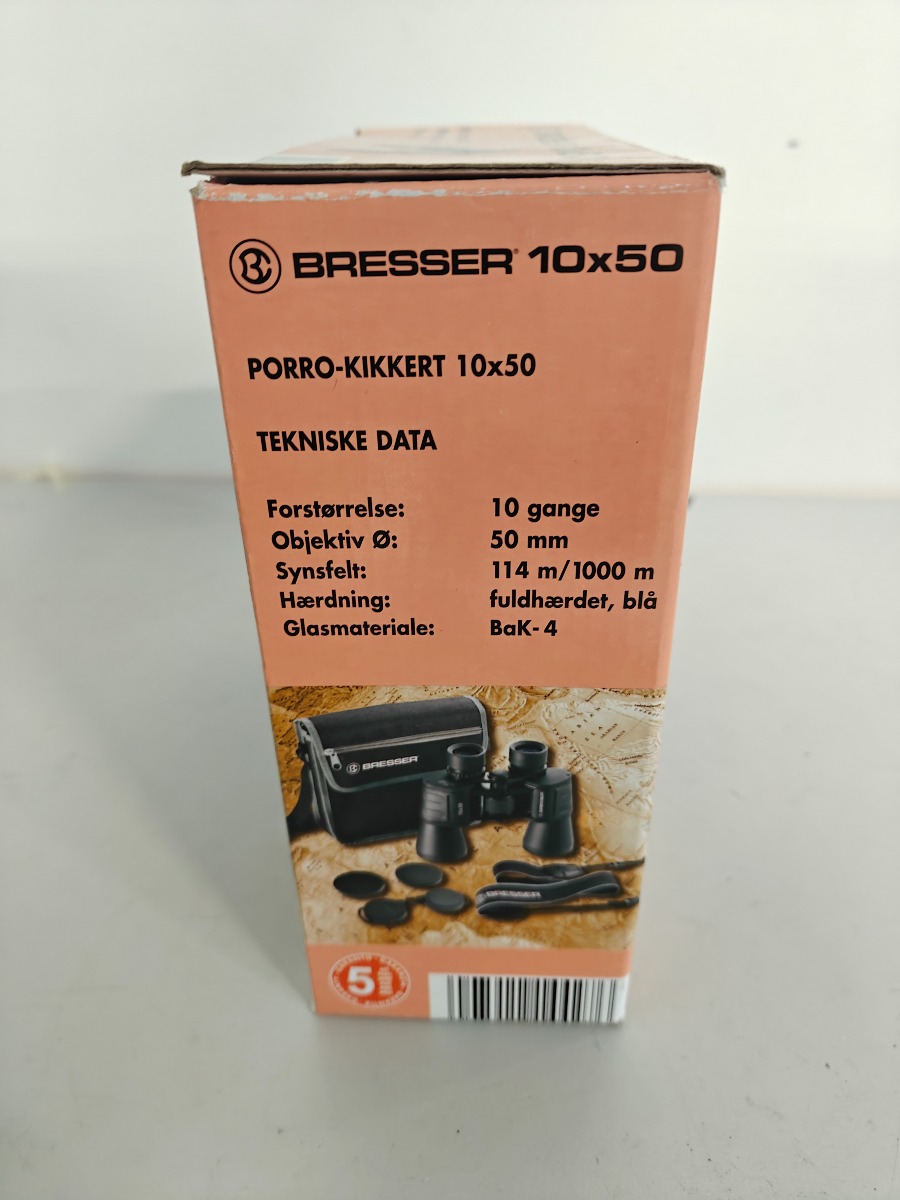 BRESSER 10x50
PORRO-KIKKERT 10x50
TEKNISKE DATA
Forstørrelse: 10 gange
Objektiv Ø: 50 mm
Synsfelt: 114 m/1000 m
Hærdning: fuldhærdet, blå
Glasmateriale: BaK-4
BRESSER
BRESSER
5